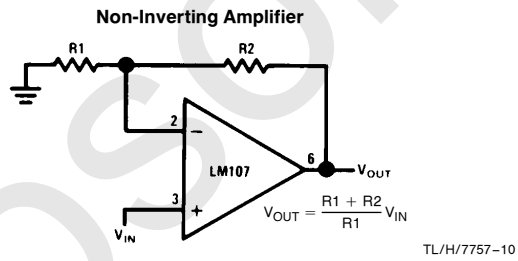 Non-Inverting Amplifier
R1
R2
2
-
LM107
6
VOUT
3
+
VIN
VOUT = R1 + R2 / R1 VIN
TL/H/7757–10